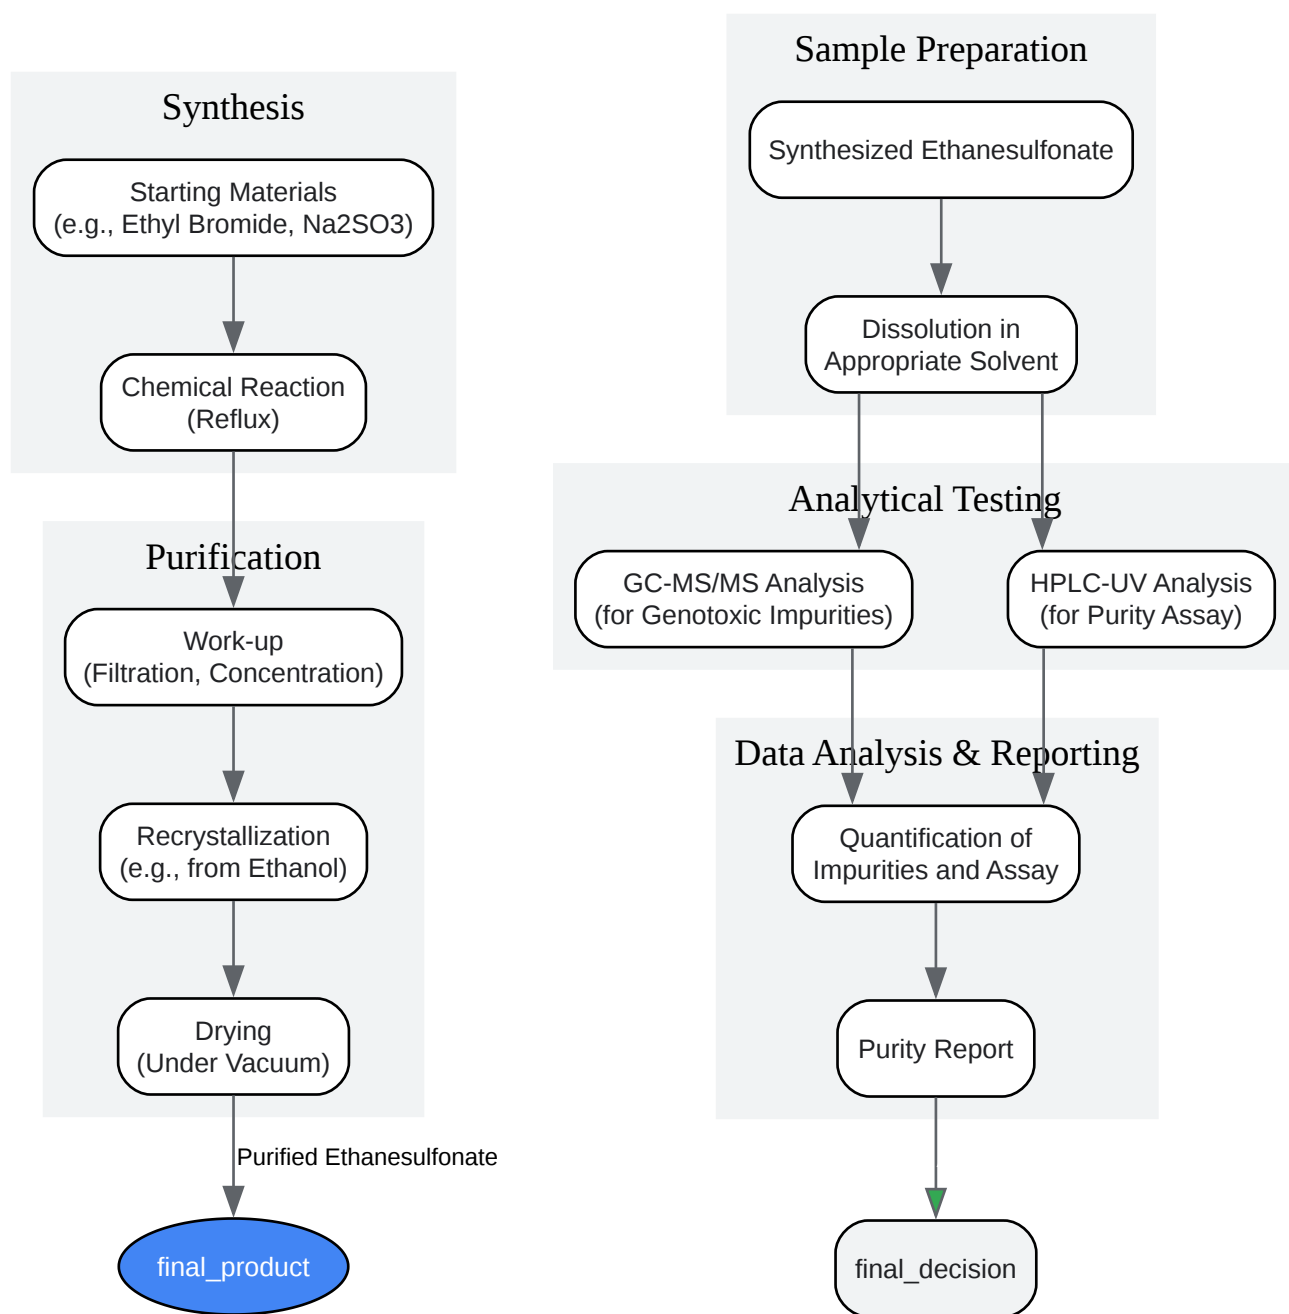 Synthesis
Starting Materials
(e.g., Ethyl Bromide, Na2SO3)
Chemical Reaction
(Reflux)
Purification
Work-up
(Filtration, Concentration)
Recrystallization
(e.g., from Ethanol)
Drying
(Under Vacuum)
Purified Ethanesulfonate
final_product
Sample Preparation
Synthesized Ethanesulfonate
Dissolution in
Appropriate Solvent
Analytical Testing
GC-MS/MS Analysis
(for Genotoxic Impurities)
HPLC-UV Analysis
(for Purity Assay)
Data Analysis & Reporting
Quantification of
Impurities and Assay
Purity Report
final_decision